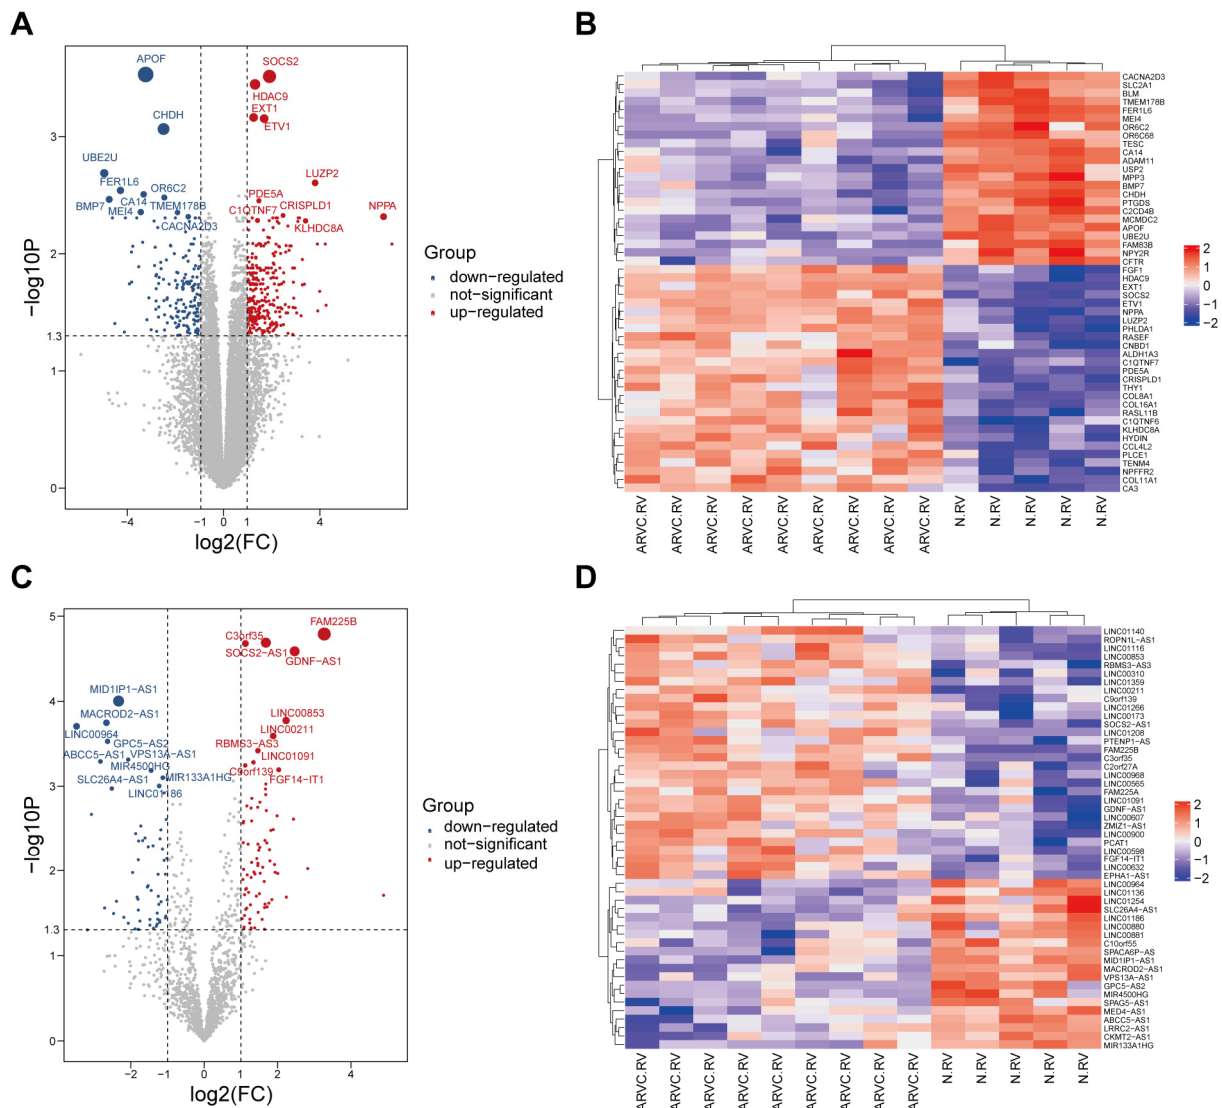 A
APOF
SOCS2
HDAC9
EXT1
ETV1
CHDH
UBE2U
FER1L6
OR6C2
BMP7
CA14
MEI4
TMEM178B
CACNA2D3
LUZP2
PDE5A
C1QTNF7
CRISPLD1
KLHDC8A
NPPA
3
2
1.3
1
0
−4
−1
0
1
4
−log10P
log2(FC)
Group
down−regulated
not−significant
up−regulated
B
CACNA2D3
SLC2A1
BLM
TMEM178B
FER1L6
MEI4
OR6C2
OR6C68
TESC
CA14
ADAM11
USP2
MPP3
BMP7
CHDH
PTGDS
C2CD4B
MCMDC2
APOF
UBE2U
FAM83B
NPY2R
CFTR
FGF1
HDAC9
EXT1
SOCS2
ETV1
NPPA
LUZP2
PHLDA1
RASEF
CNBD1
ALDH1A3
C1QTNF7
PDE5A
CRISPLD1
THY1
COL8A1
COL16A1
RASL11B
C1QTNF6
KLHDC8A
HYDIN
CCL4L2
PLCE1
TENM4
NPFFR2
COL11A1
CA3
ARVC.RV
ARVC.RV
ARVC.RV
ARVC.RV
ARVC.RV
ARVC.RV
ARVC.RV
ARVC.RV
ARVC.RV
N.RV
N.RV
N.RV
N.RV
N.RV
2
1
0
−1
−2
C
FAM225B
C3orf35
SOCS2−AS1
GDNF−AS1
MID1IP1−AS1
MACROD2−AS1
LINC00964
GPC5−AS2
ABCC5−AS1
VPS13A−AS1
MIR4500HG
SLC26A4−AS1
MIR133A1HG
LINC01186
LINC00853
LINC00211
RBMS3−AS3
LINC01091
C9orf139
FGF14−IT1
5
4
3
2
1.3
1
0
−4
−2
−1
0
1
2
4
−log10P
log2(FC)
Group
down−regulated
not−significant
up−regulated
D
LINC01140
ROPN1L−AS1
LINC01116
LINC00853
RBMS3−AS3
LINC00310
LINC01359
LINC00211
C9orf139
LINC01266
LINC00173
SOCS2−AS1
LINC01208
PTENP1−AS
FAM225B
C3orf35
C2orf27A
LINC00968
LINC00565
FAM225A
LINC01091
GDNF−AS1
LINC00607
ZMIZ1−AS1
LINC00900
PCAT1
LINC00598
FGF14−IT1
LINC00632
EPHA1−AS1
LINC00964
LINC01136
LINC01254
SLC26A4−AS1
LINC01186
LINC00880
LINC00881
C10orf55
SPACA6P−AS
MID1IP1−AS1
MACROD2−AS1
VPS13A−AS1
GPC5−AS2
MIR4500HG
SPAG5−AS1
MED4−AS1
ABCC5−AS1
LRRC2−AS1
CKMT2−AS1
MIR133A1HG
ARVC.RV
ARVC.RV
ARVC.RV
ARVC.RV
ARVC.RV
ARVC.RV
ARVC.RV
ARVC.RV
ARVC.RV
N.RV
N.RV
N.RV
N.RV
N.RV
2
1
0
−1
−2